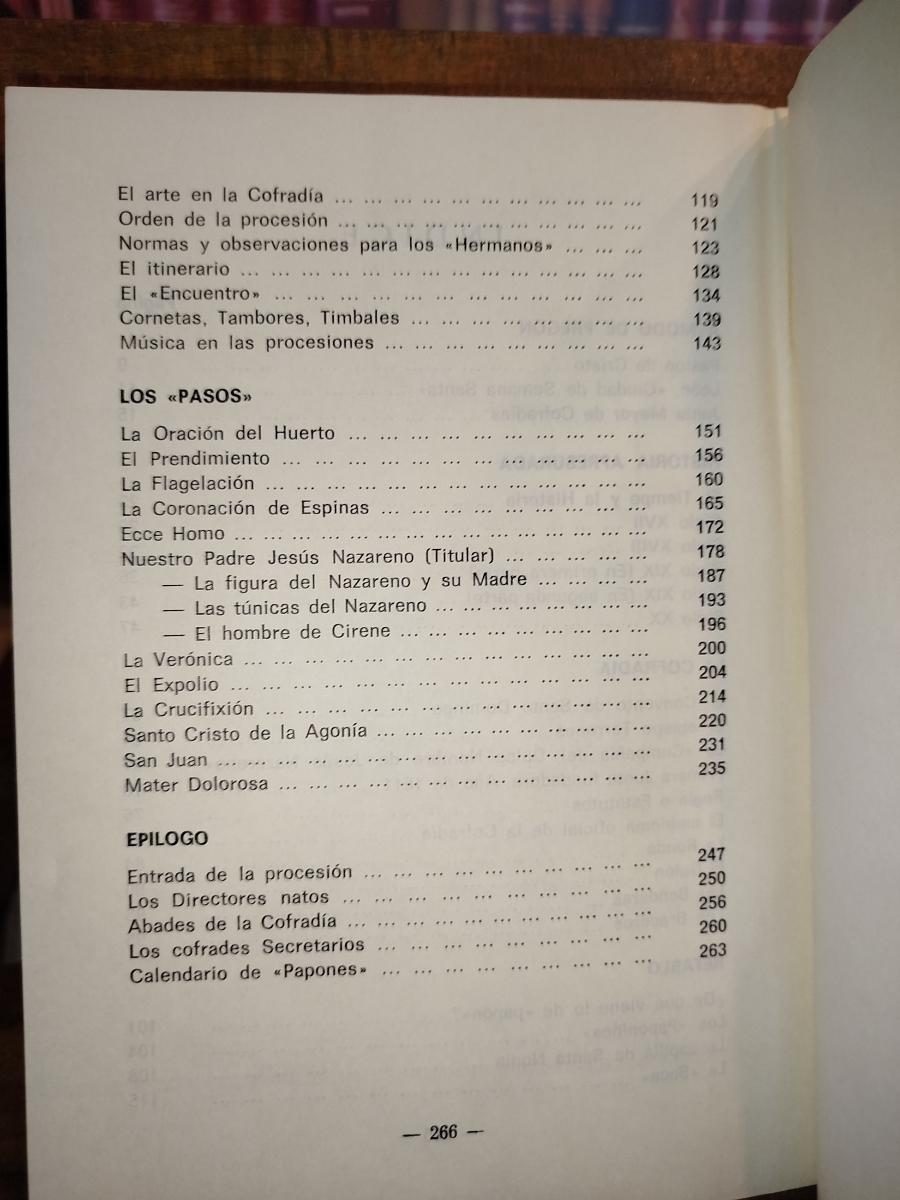 El arte en la Cofradía ... ... ... ... ... ... ... ... ... ... ... 119
Orden de la procesión ... ... ... ... ... ... ... ... ... ... ... 121
Normas y observaciones para los «Hermanos» ... ... ... 123
El itinerario ... ... ... ... ... ... ... ... ... ... ... ... ... ... 128
El «Encuentro» ... ... ... ... ... ... ... ... ... ... ... ... ... 134
Cornetas, Tambores, Timbales ... ... ... ... ... ... ... ... 139
Música en las procesiones ... ... ... ... ... ... ... ... ... 143
LOS «PASOS»
La Oración del Huerto ... ... ... ... ... ... ... ... ... ... ... 151
El Prendimiento ... ... ... ... ... ... ... ... ... ... ... ... ... 156
La Flagelación ... ... ... ... ... ... ... ... ... ... ... ... ... 160
La Coronación de Espinas ... ... ... ... ... ... ... ... ... 165
Ecce Homo ... ... ... ... ... ... ... ... ... ... ... ... ... ... 172
Nuestro Padre Jesús Nazareno (Titular) ... ... ... ... ... 178
— La figura del Nazareno y su Madre ... ... ... ... 187
— Las túnicas del Nazareno ... ... ... ... ... ... ... 193
— El hombre de Cirene ... ... ... ... ... ... ... ... ... 196
La Verónica ... ... ... ... ... ... ... ... ... ... ... ... ... ... 200
El Expolio ... ... ... ... ... ... ... ... ... ... ... ... ... ... 204
La Crucifixión ... ... ... ... ... ... ... ... ... ... ... ... ... 214
Santo Cristo de la Agonía ... ... ... ... ... ... ... ... ... 220
San Juan ... ... ... ... ... ... ... ... ... ... ... ... ... ... ... 231
Mater Dolorosa ... ... ... ... ... ... ... ... ... ... ... ... ... 235
EPILOGO
Entrada de la procesión ... ... ... ... ... ... ... ... ... ... 247
Los Directores natos ... ... ... ... ... ... ... ... ... ... ... 250
Abades de la Cofradía ... ... ... ... ... ... ... ... ... ... ... 256
Los cofrades Secretarios ... ... ... ... ... ... ... ... ... ... 260
Calendario de «Papones» ... ... ... ... ... ... ... ... ... ... 263
— 266 —